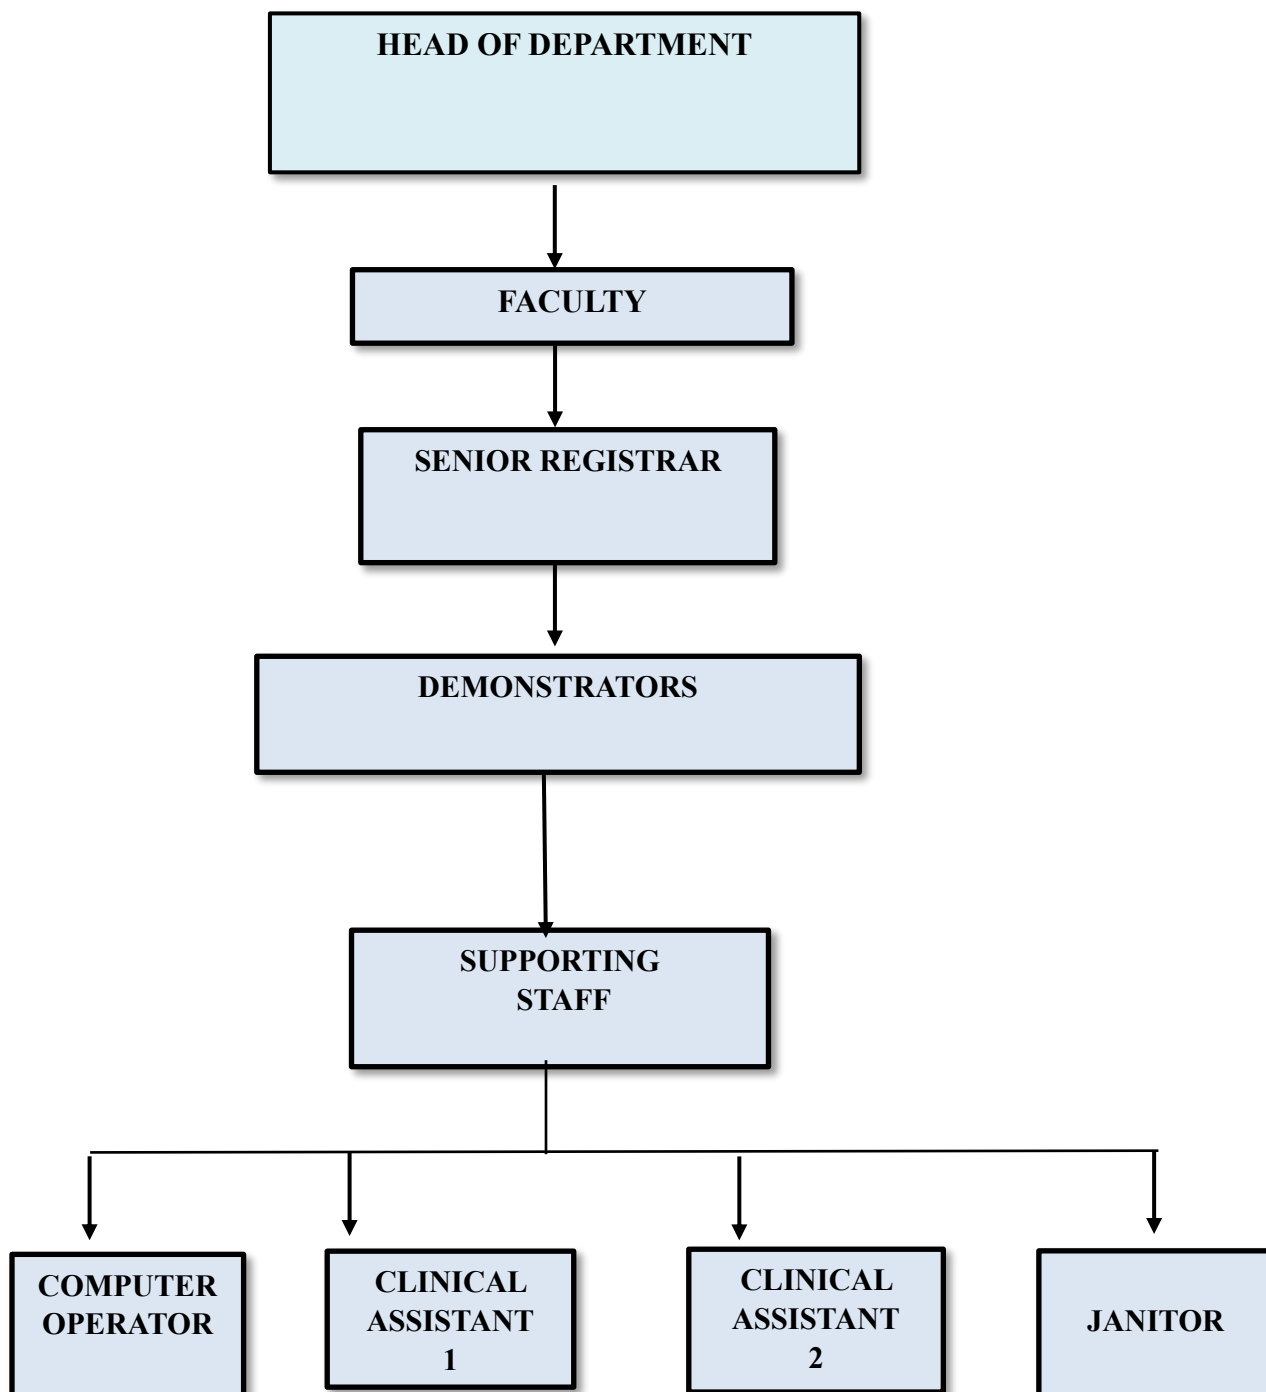 HEAD OF DEPARTMENT
FACULTY
SENIOR REGISTRAR
DEMONSTRATORS
SUPPORTING
STAFF
COMPUTER
OPERATOR
CLINICAL
ASSISTANT
1
CLINICAL
ASSISTANT
2
JANITOR